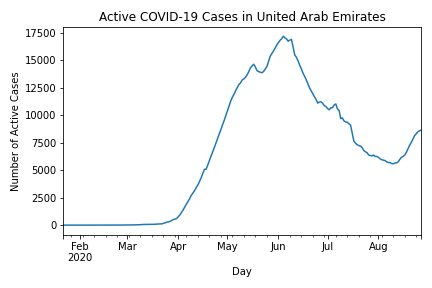 Active COVID-19 Cases in United Arab Emirates
17500
15000
12500
10000
7500
5000
2500
0
Number of Active Cases
Feb Mar Apr May Jun Jul Aug
2020
Day